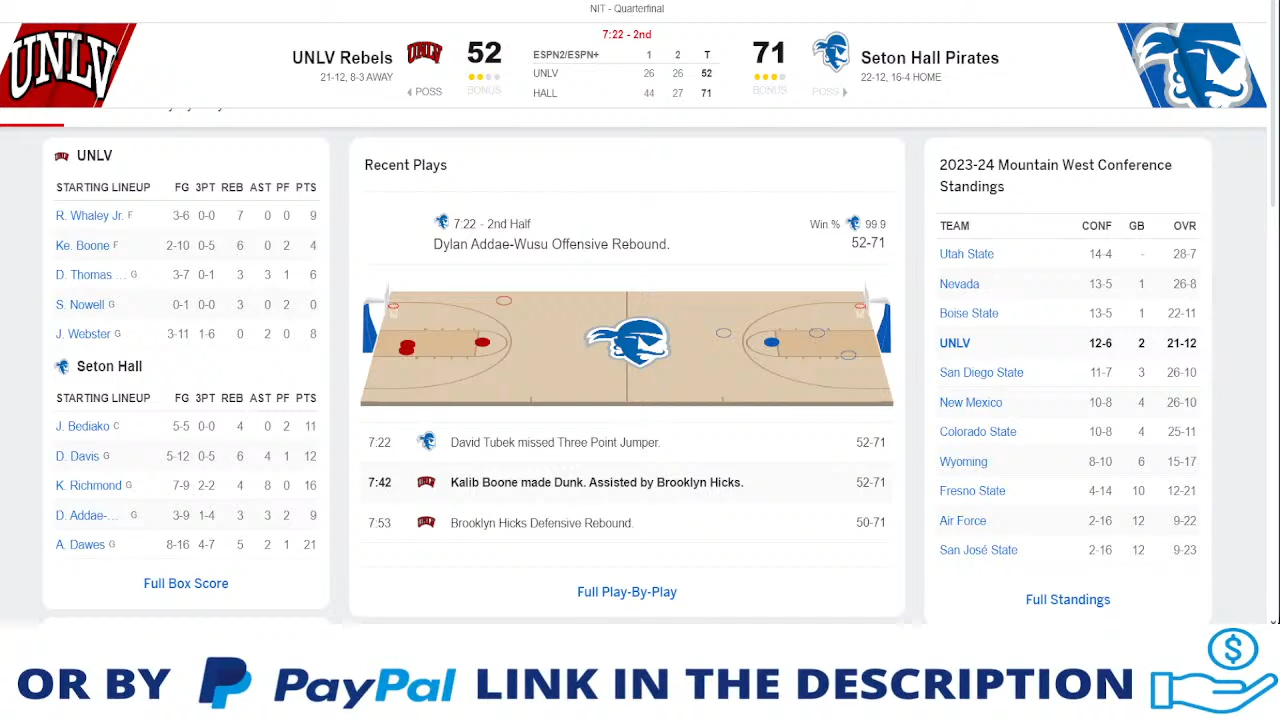 NIT - Quarterfinal
UNLV
UNLV Rebels
21-12, 8-3 AWAY
UNLV
POSS
52
BONUS
7:22 - 2nd
ESPN2/ESPN+ 1 2 T
UNLV 26 26 52
HALL 44 27 71
71
BONUS
POSS
Seton Hall Pirates
22-12, 16-4 HOME
UNLV
STARTING LINEUP FG 3PT REB AST PF PTS
R. Whaley Jr. F 3-6 0-0 7 0 0 9
Ke. Boone F 2-10 0-5 6 0 2 4
D. Thomas ... G 3-7 0-1 3 3 1 6
S. Nowell G 0-1 0-0 3 0 2 0
J. Webster G 3-11 1-6 0 2 0 8
Seton Hall
STARTING LINEUP FG 3PT REB AST PF PTS
J. Bediako C 5-5 0-0 4 0 2 11
D. Davis G 5-12 0-5 6 4 1 12
K. Richmond G 7-9 2-2 4 8 0 16
D. Addae-... G 3-9 1-4 3 3 2 9
A. Dawes G 8-16 4-7 5 2 1 21
Full Box Score
Recent Plays
7:22 - 2nd Half
Dylan Addae-Wusu Offensive Rebound.
Win % 99.9
52-71
7:22 David Tubek missed Three Point Jumper. 52-71
7:42 Kalib Boone made Dunk. Assisted by Brooklyn Hicks. 52-71
7:53 Brooklyn Hicks Defensive Rebound. 50-71
Full Play-By-Play
2023-24 Mountain West Conference
Standings
TEAM CONF GB OVR
Utah State 14-4 - 28-7
Nevada 13-5 1 26-8
Boise State 13-5 1 22-11
UNLV 12-6 2 21-12
San Diego State 11-7 3 26-10
New Mexico 10-8 4 26-10
Colorado State 10-8 4 25-11
Wyoming 8-10 6 15-17
Fresno State 4-14 10 12-21
Air Force 2-16 12 9-22
San José State 2-16 12 9-23
Full Standings
OR BY PayPal LINK IN THE DESCRIPTION